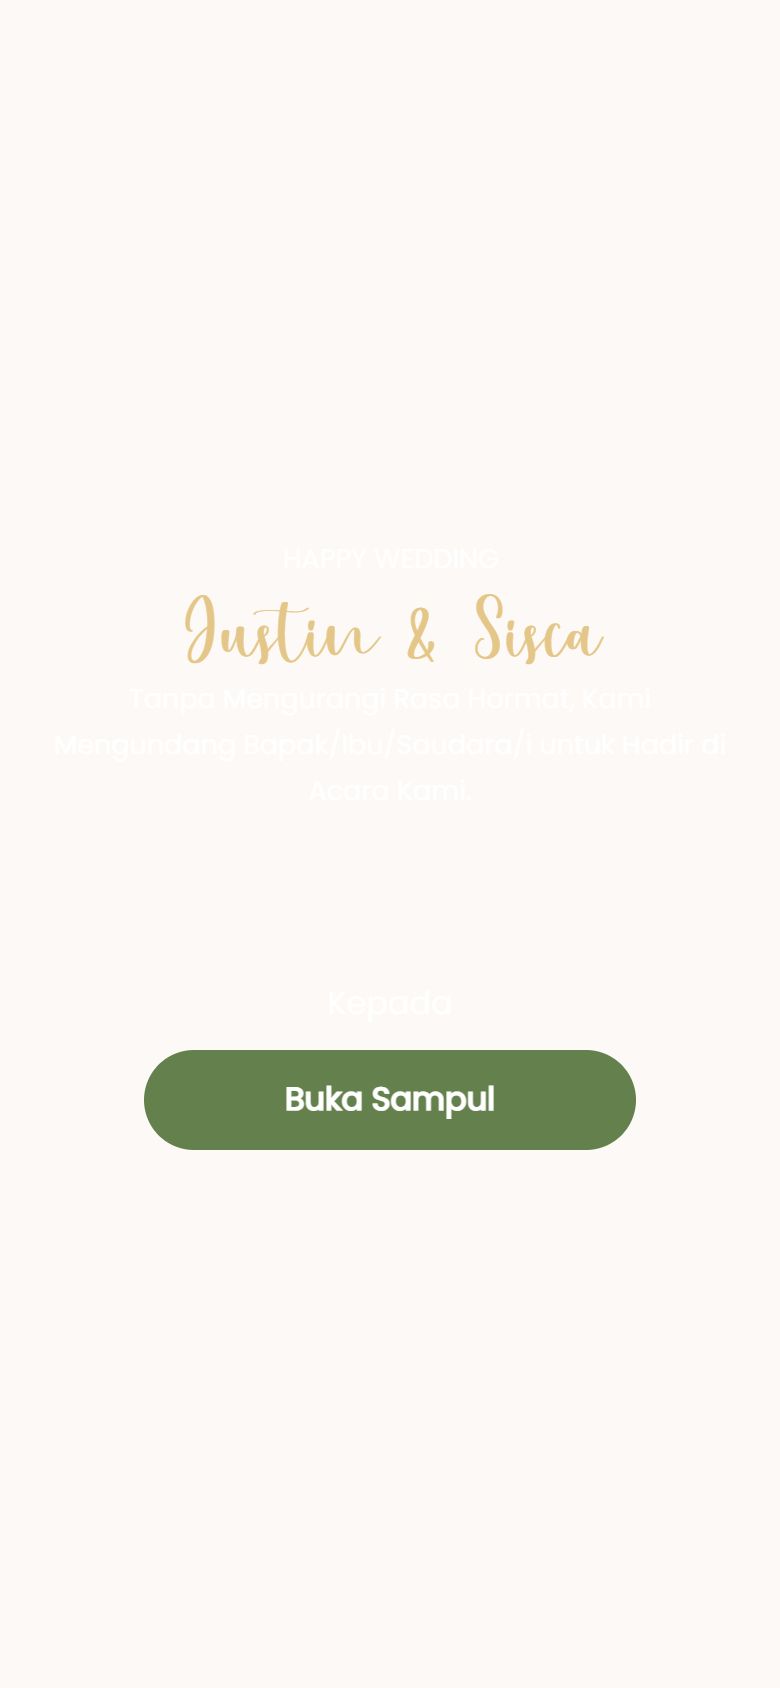 HAPPY WEDDING
Justin & Sisca
Tanpa Mengurangi Rasa Hormat, Kami
Mengundang Bapak/Ibu/Saudara/i untuk Hadir di
Acara Kami.
Kepada
Buka Sampul